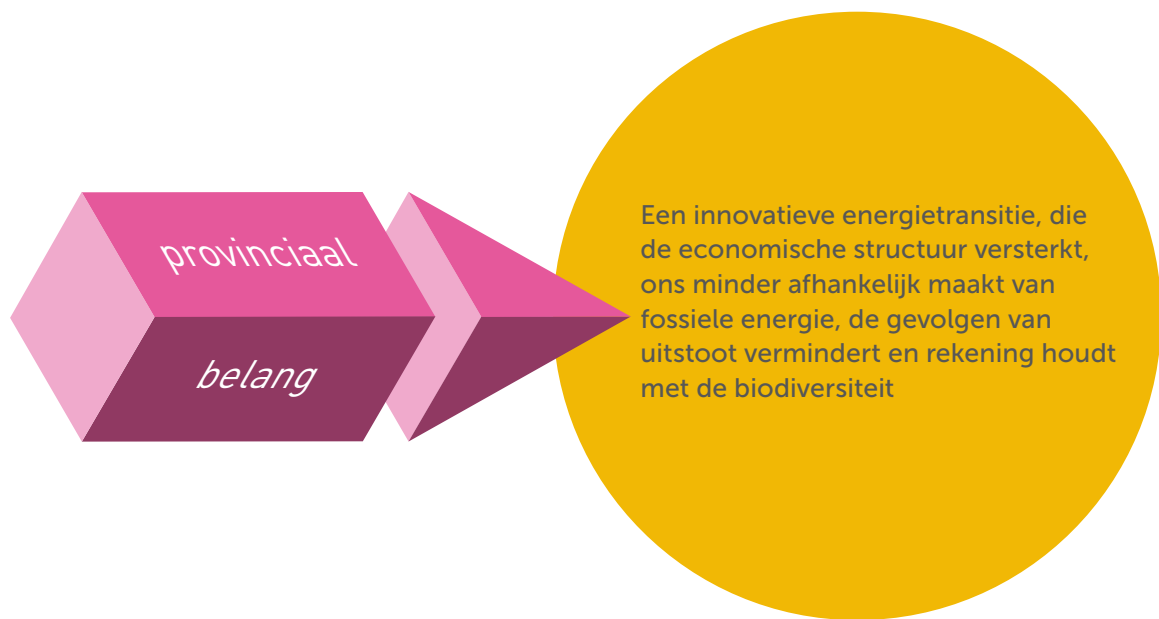 provinciaal
belang
Een innovatieve energietransitie, die
de economische structuur versterkt,
ons minder afhankelijk maakt van
fossiele energie, de gevolgen van
uitstoot vermindert en rekening houdt
met de biodiversiteit